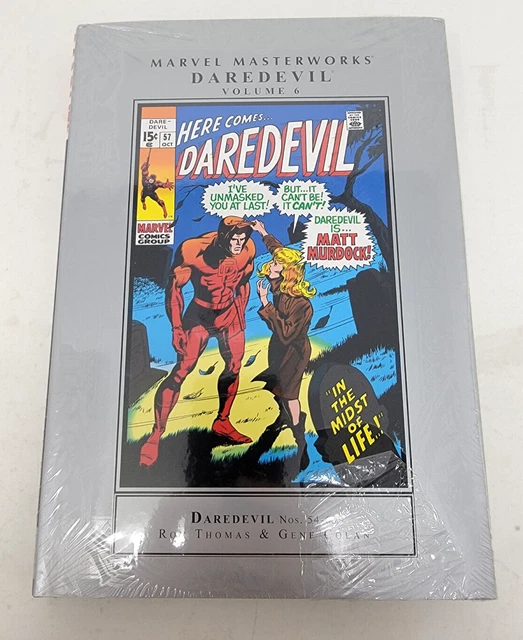 MARVEL MASTERWORKS
DAREDEVIL
VOLUME 6
DARE-
DEVIL
15¢
57
OCT
HERE COMES...
DAREDEVIL
MARVEL
COMICS
GROUP
I'VE
UNMASKED
YOU AT LAST!
BUT...IT
CAN'T BE!
IT CAN'T!
DAREDEVIL
IS...
MATT
MURDOCK!
"IN
THE
MIDST
OF
LIFE..!"
DAREDEVIL NOS. 54
ROY THOMAS & GENE COLAN